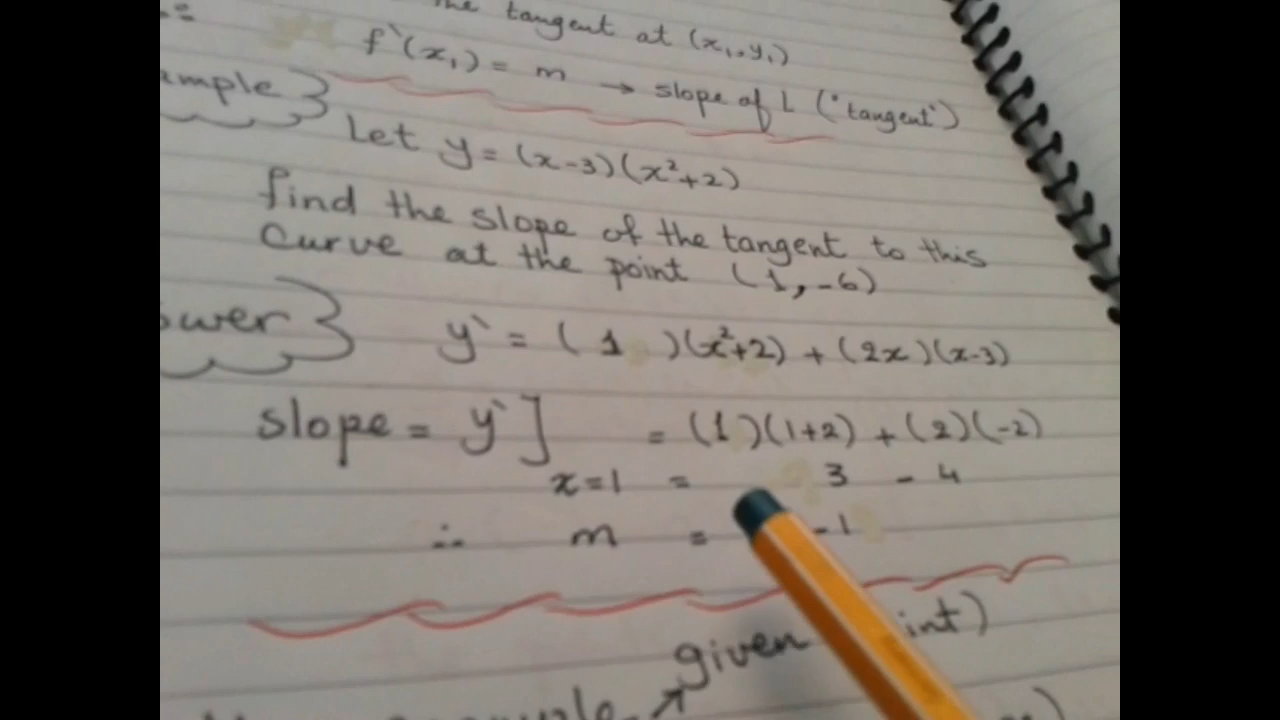 the tangent at (x₁,y₁)
f`(x₁) = m → slope of L ("tangent")
Let y = (x-3)(x²+2)
find the slope of the tangent to this
curve at the point (1,-6)
y` = (1 )(x²+2) + (2x)(x-3)
slope = y`] = (1)(1+2) + (2)(-2)
x=1 = 3 - 4
∴ m = -1
given